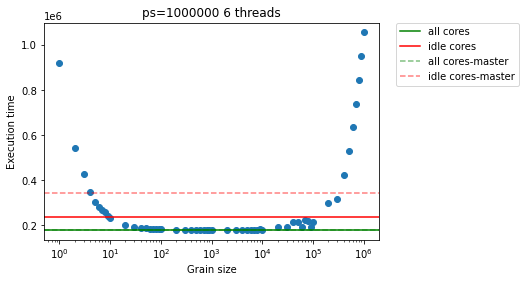 ps=1000000 6 threads
1e6
1.0
0.8
0.6
0.4
0.2
Execution time
10^0
10^1
10^2
10^3
10^4
10^5
10^6
Grain size
all cores
idle cores
all cores-master
idle cores-master